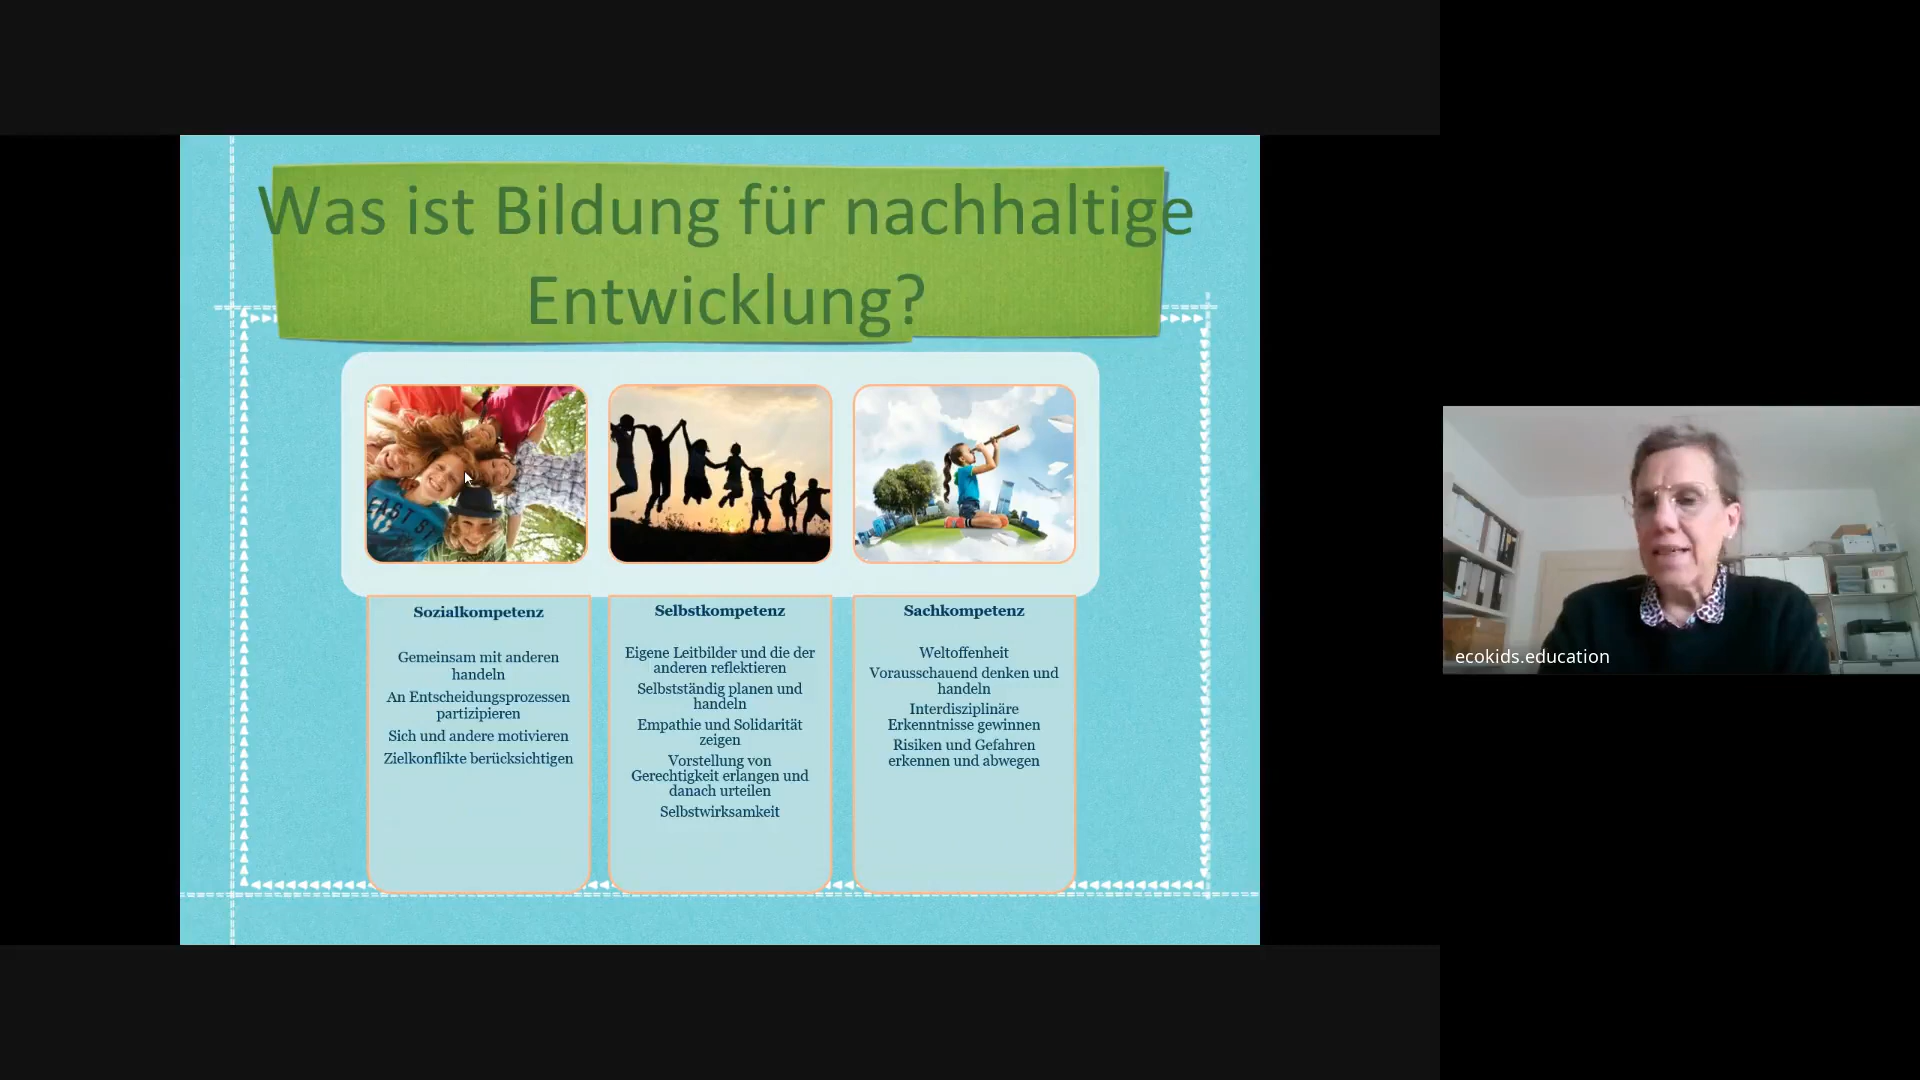 Was ist Bildung für nachhaltige
Entwicklung?
EAST S
Sozialkompetenz
Gemeinsam mit anderen
handeln
An Entscheidungsprozessen
partizipieren
Sich und andere motivieren
Zielkonflikte berücksichtigen
Selbstkompetenz
Eigene Leitbilder und die der
anderen reflektieren
Selbstständig planen und
handeln
Empathie und Solidarität
zeigen
Vorstellung von
Gerechtigkeit erlangen und
danach urteilen
Selbstwirksamkeit
Sachkompetenz
Weltoffenheit
Vorausschauend denken und
handeln
Interdisziplinäre
Erkenntnisse gewinnen
Risiken und Gefahren
erkennen und abwegen
ecokids.education